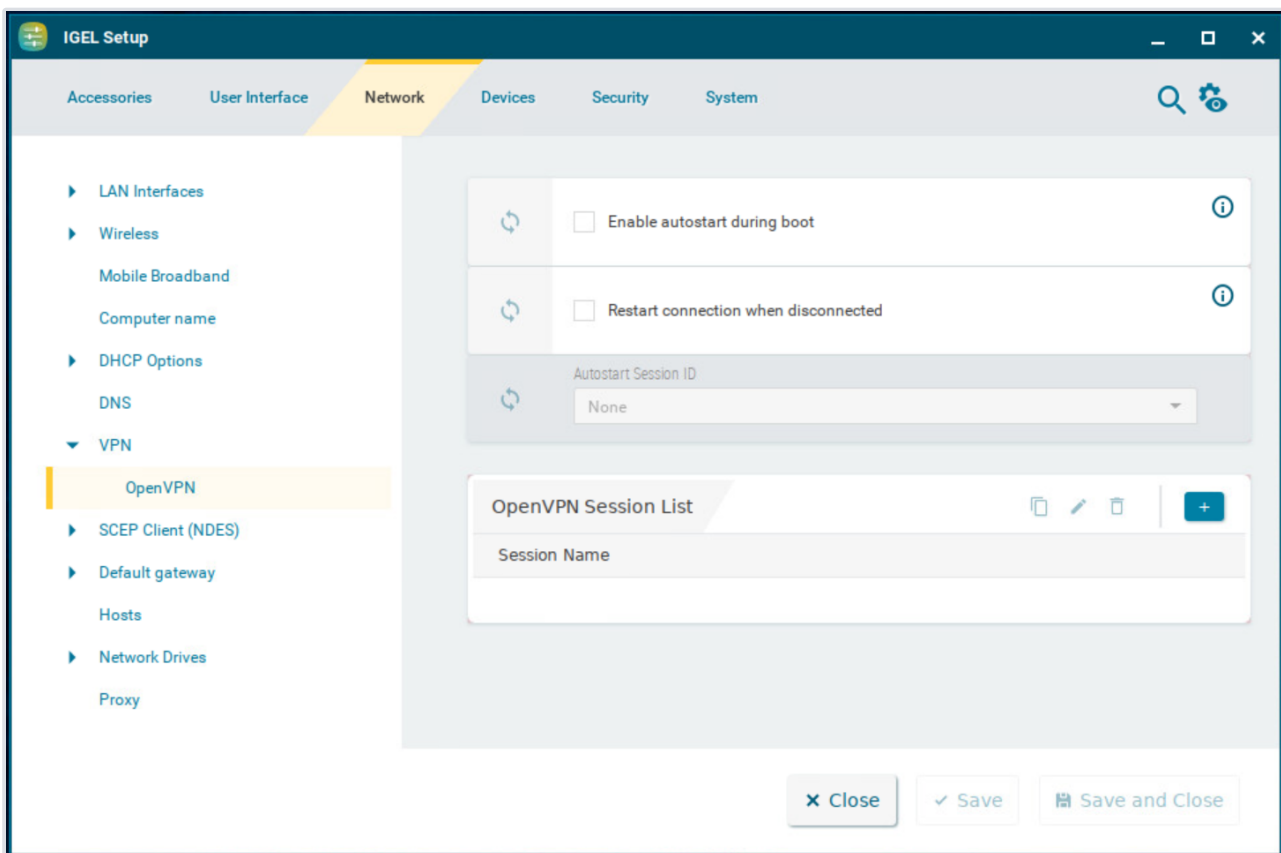 IGEL Setup
Accessories User Interface Network Devices Security System
LAN Interfaces
Wireless
Mobile Broadband
Computer name
DHCP Options
DNS
VPN
OpenVPN
SCEP Client (NDES)
Default gateway
Hosts
Network Drives
Proxy
Enable autostart during boot
Restart connection when disconnected
Autostart Session ID
None
OpenVPN Session List
Session Name
Close Save Save and Close